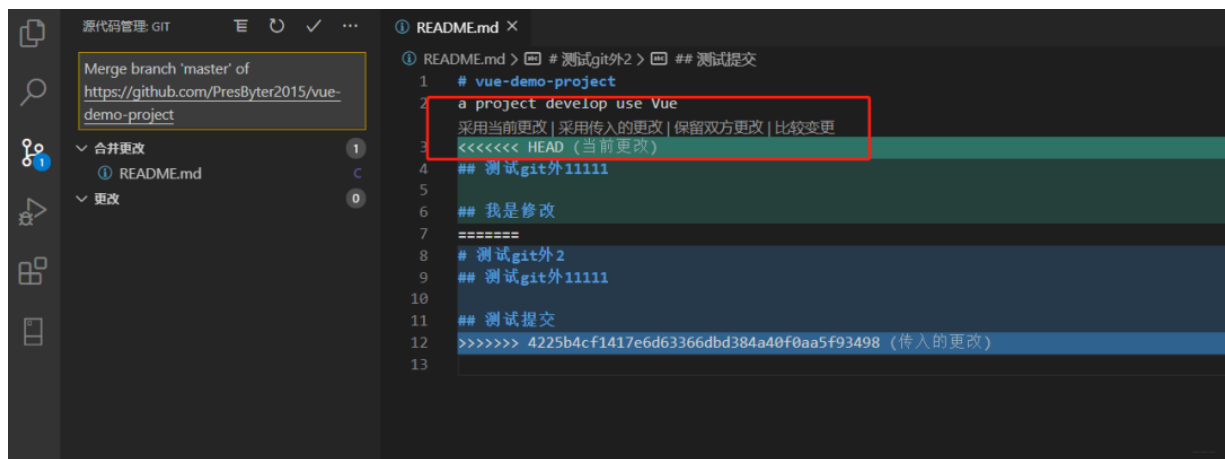 源代码管理: GIT
README.md
README.md > # 测试git外2 > ## 测试提交
Merge branch 'master' of
https://github.com/PresByter2015/vue-
demo-project
合并更改 1
README.md C
更改 0
1 # vue-demo-project
2 a project develop use Vue
采用当前更改 | 采用传入的更改 | 保留双方更改 | 比较变更
3 <<<<<<< HEAD (当前更改)
4 ## 测试git外11111
5
6 ## 我是修改
7 =======
8 # 测试git外2
9 ## 测试git外11111
10
11 ## 测试提交
12 >>>>>>> 4225b4cf1417e6d63366dbd384a40f0aa5f93498 (传入的更改)
13
1